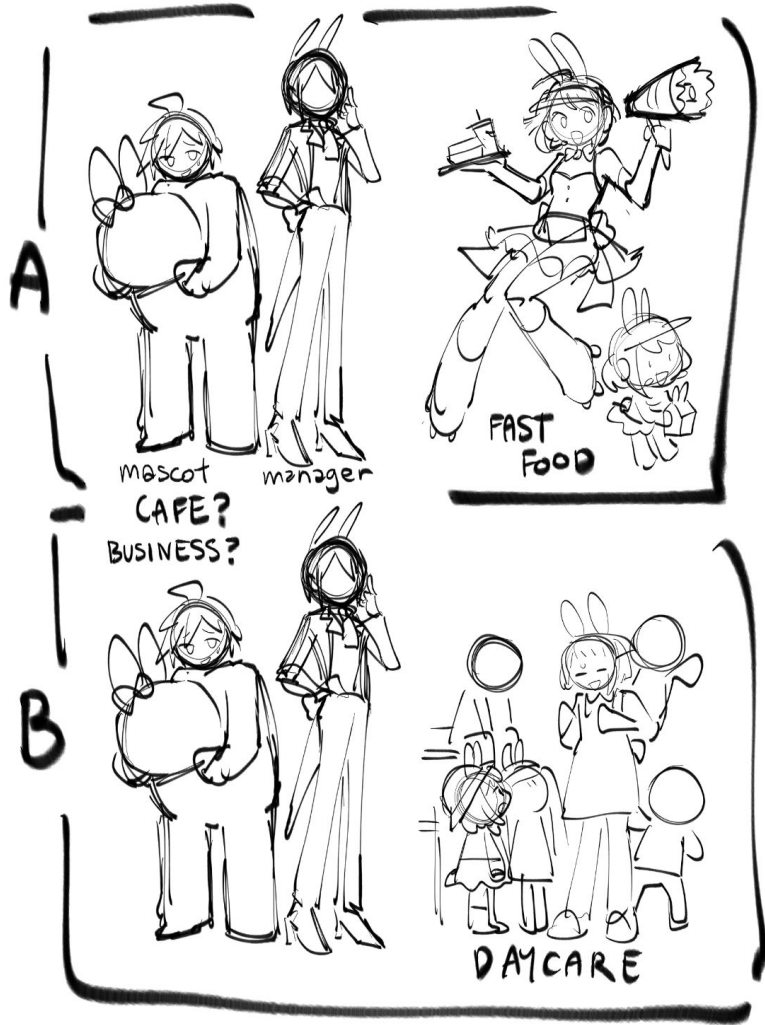 A
mascot manager
CAFE?
BUSINESS?
FAST
FOOD
B
DAYCARE